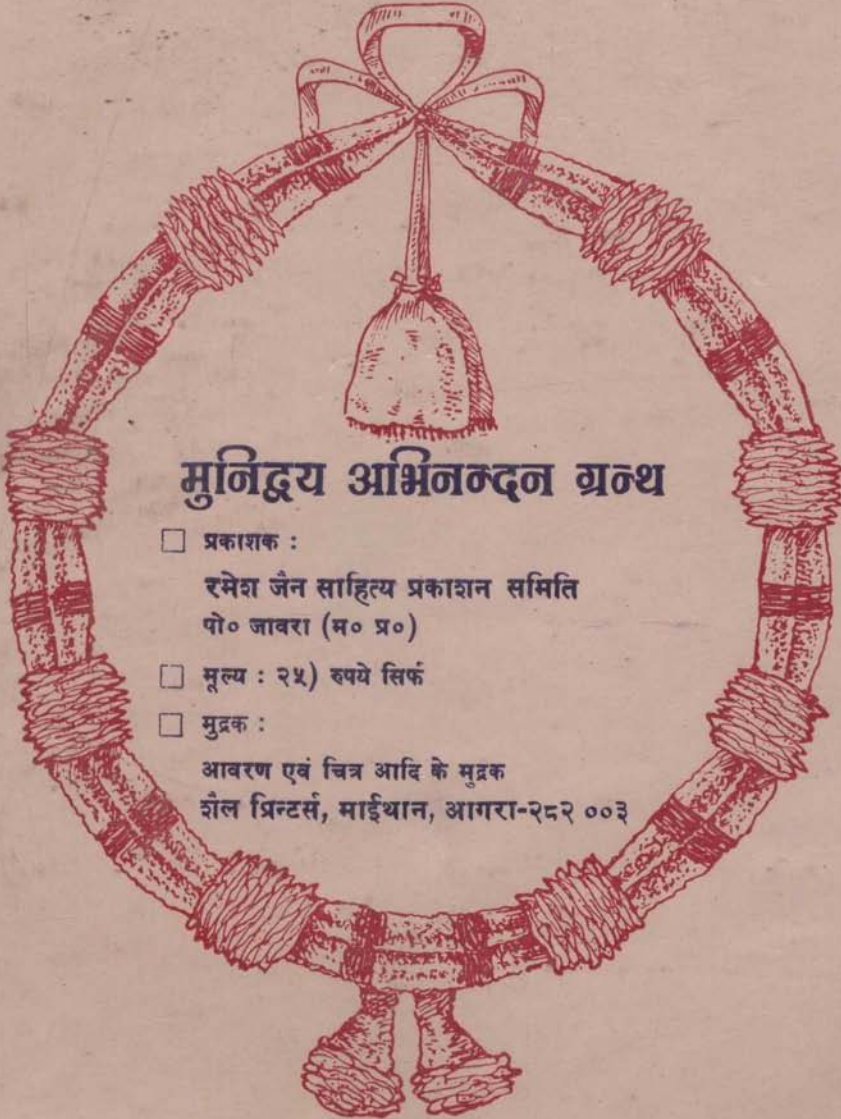 मुनिद्वय अभिनन्दन ग्रन्थ
□ प्रकाशक :
रमेश जैन साहित्य प्रकाशन समिति
पो० जावरा (म० प्र०)
□ मूल्य : २५) रुपये सिर्फ
□ मुद्रक :
आवरण एवं चित्र आदि के मुद्रक
शैल प्रिन्टर्स, माईथान, आगरा-२८२ ००३